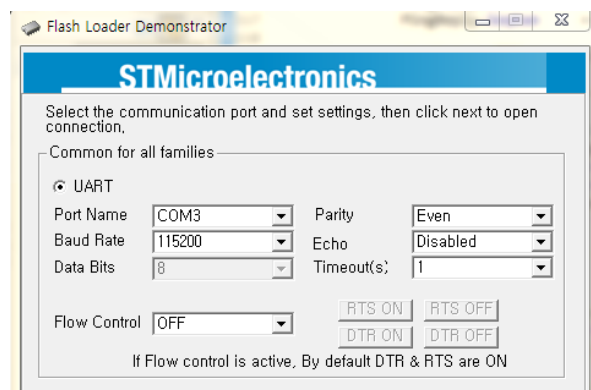 Flash Loader Demonstrator
STMicroelectronics
Select the communication port and set settings, then click next to open
connection,
Common for all families
UART
Port Name COM3 Parity Even
Baud Rate 115200 Echo Disabled
Data Bits 8 Timeout(s) 1
RTS ON RTS OFF
Flow Control OFF
DTR ON DTR OFF
If Flow control is active, By default DTR & RTS are ON